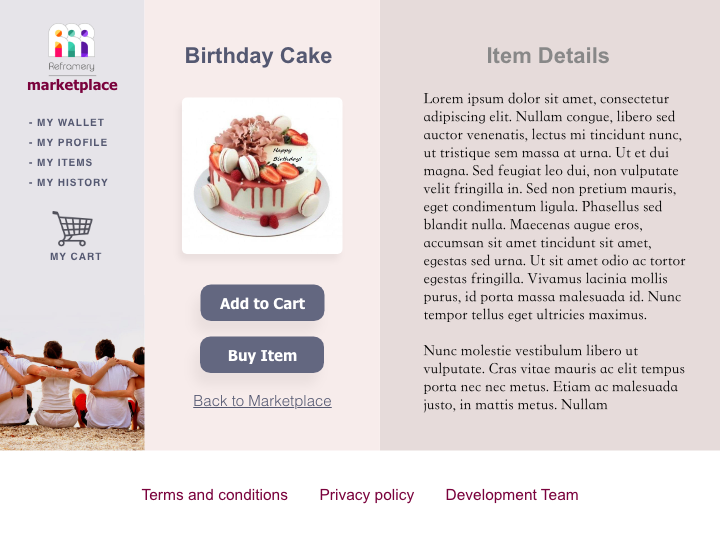 Reframery
marketplace
- MY WALLET
- MY PROFILE
- MY ITEMS
- MY HISTORY
MY CART
Birthday Cake
Happy
Birthday!
Add to Cart
Buy Item
Back to Marketplace
Item Details
Lorem ipsum dolor sit amet, consectetur
adipiscing elit. Nullam congue, libero sed
auctor venenatis, lectus mi tincidunt nunc,
ut tristique sem massa at urna. Ut et dui
magna. Sed feugiat leo dui, non vulputate
velit fringilla in. Sed non pretium mauris,
eget condimentum ligula. Phasellus sed
blandit nulla. Maecenas augue eros,
accumsan sit amet tincidunt sit amet,
egestas sed urna. Ut sit amet odio ac tortor
egestas fringilla. Vivamus lacinia mollis
purus, id porta massa malesuada id. Nunc
tempor tellus eget ultricies maximus.
Nunc molestie vestibulum libero ut
vulputate. Cras vitae mauris ac elit tempus
porta nec nec metus. Etiam ac malesuada
justo, in mattis metus. Nullam
Terms and conditions
Privacy policy
Development Team